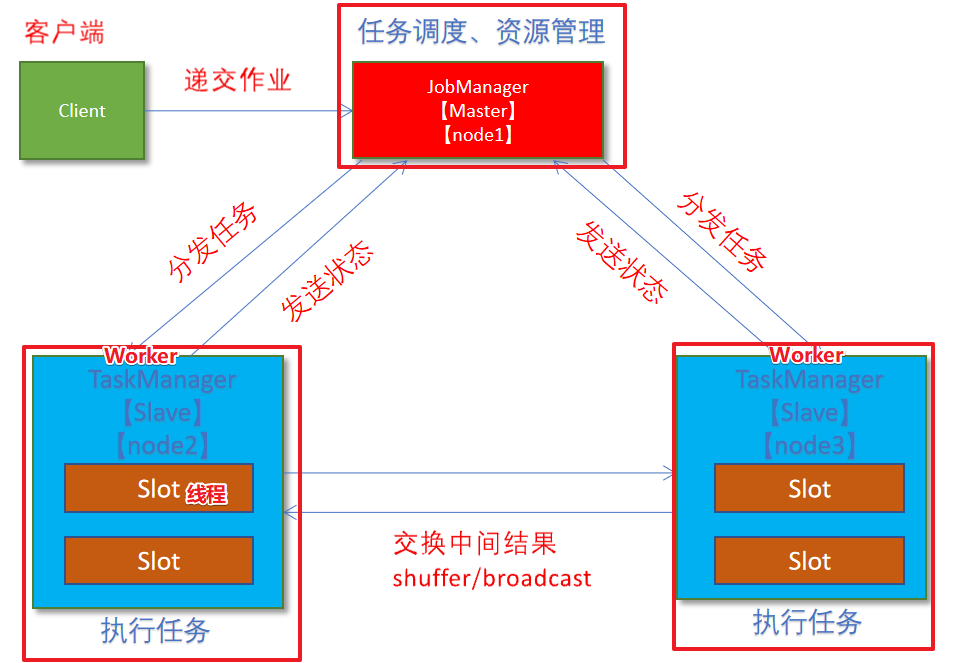 客户端
任务调度、资源管理
Client
递交作业
JobManager
【Master】
【node1】
分发任务
发送状态
发送状态
分发任务
Worker
TaskManager
【Slave】
【node2】
Slot 线程
Slot
执行任务
交换中间结果
shuffer/broadcast
Worker
TaskManager
【Slave】
【node3】
Slot
Slot
执行任务